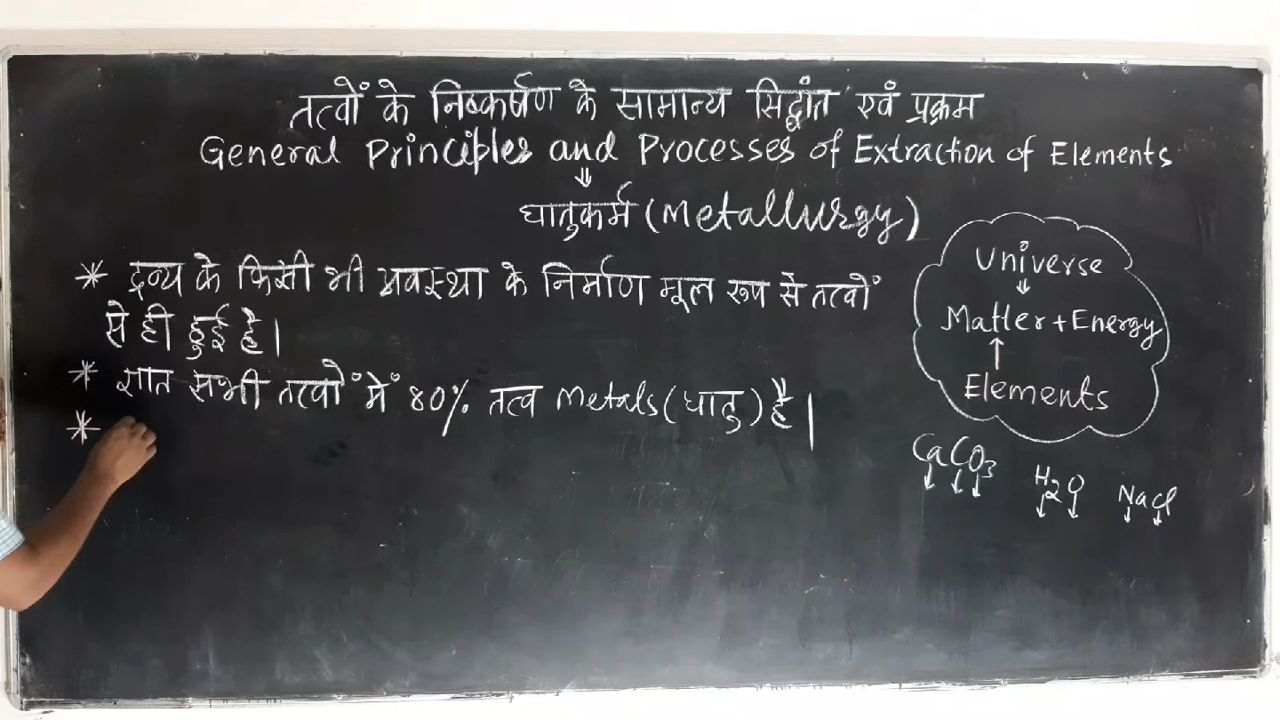 तत्वों के निष्कर्षण के सामान्य सिद्धांत एवं प्रक्रम
General Principles and Processes of Extraction of Elements
⇓
धातुकर्म (Metallurgy)
* द्रव्य के किसी भी अवस्था के निर्माण मूल रूप से तत्वों
से ही हुई है।
* ज्ञात सभी तत्वों में 80% तत्व Metals (धातु) है।
*
Universe
⇓
Matter + Energy
↑
Elements
CaCO3
↓ ↓ ↓
H2O
↓ ↓
NaCl
↓ ↓